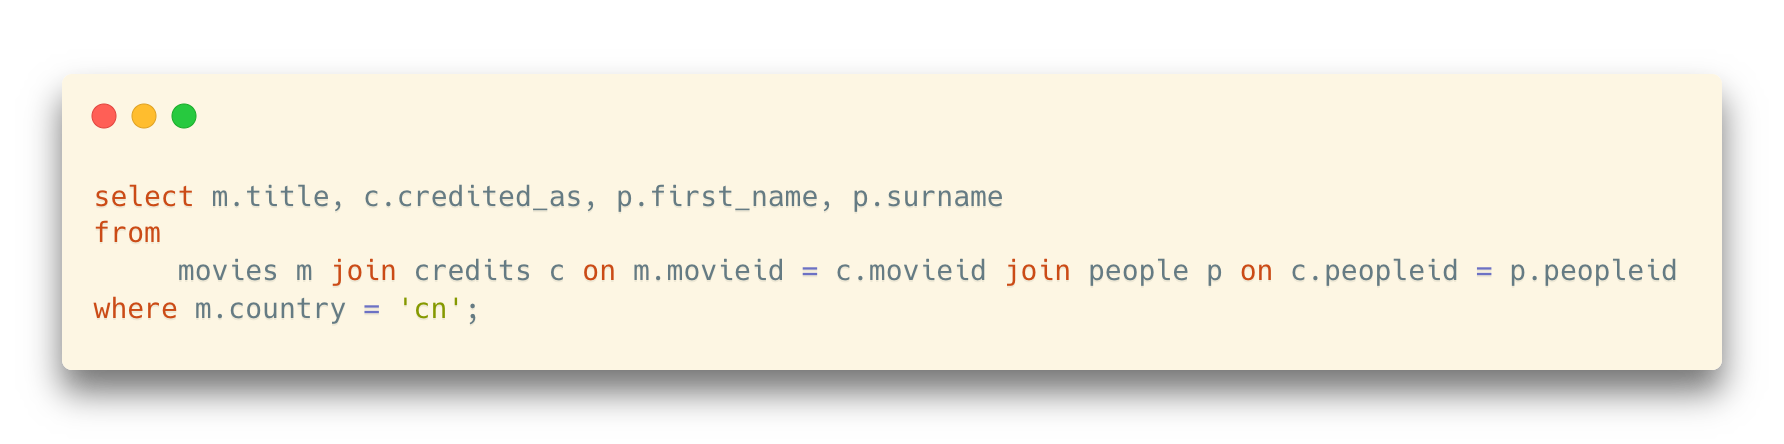 select m.title, c.credited_as, p.first_name, p.surname
from
     movies m join credits c on m.movieid = c.movieid join people p on c.peopleid = p.peopleid
where m.country = 'cn';